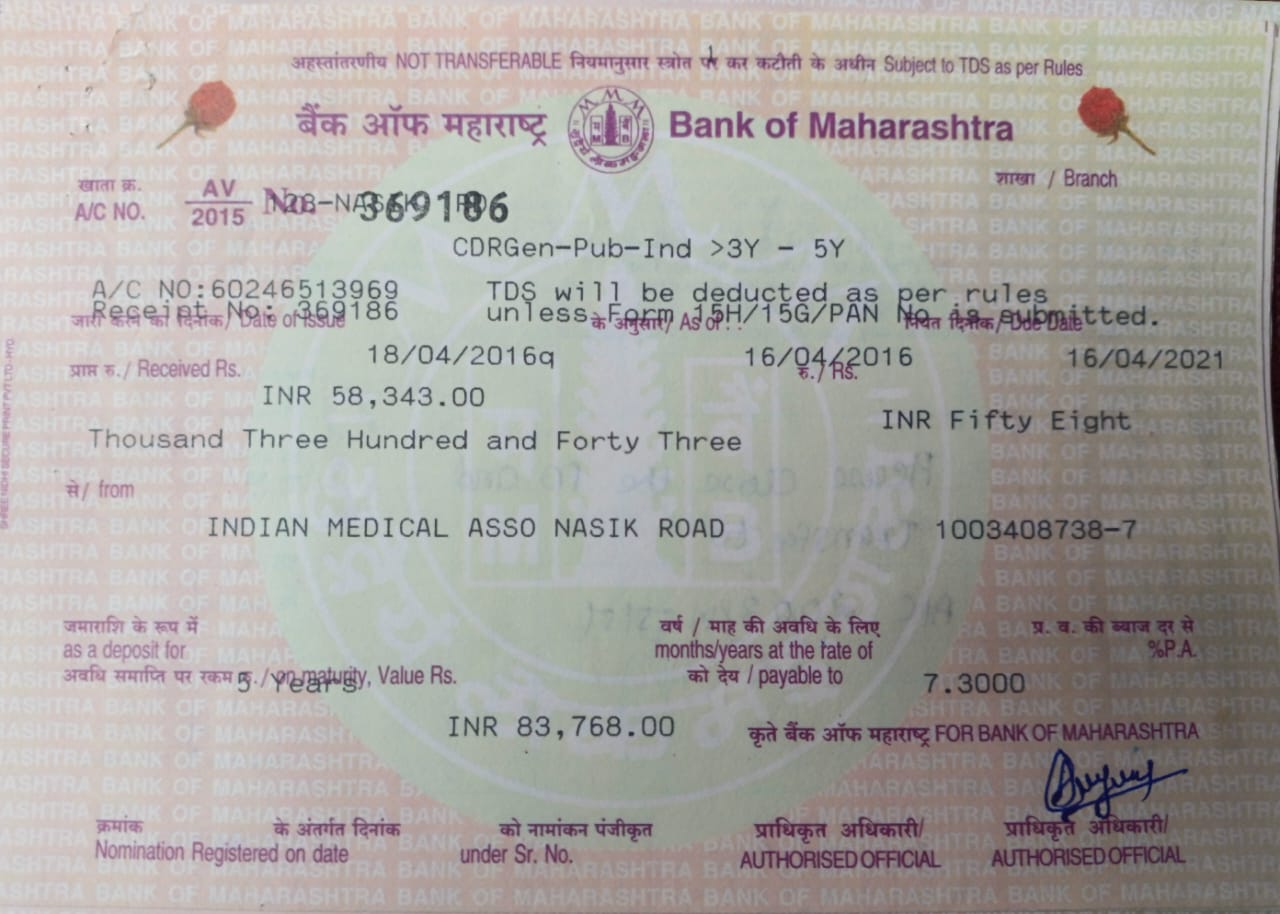 अहस्तांतरणीय NOT TRANSFERABLE नियमानुसार स्त्रोत पर कर कटौती के अधीन Subject to TDS as per Rules
बैंक ऑफ महाराष्ट्र Bank of Maharashtra
खाता क्र. शाखा / Branch
A/C NO. AV 2015 No. 369186
CDRGen-Pub-Ind >3Y - 5Y
A/C NO:60246513969 TDS will be deducted as per rules
Receipt No: 369186 unless Form 15H/15G/PAN No is submitted.
जारी करने का दिनांक/ Date of Issue के अनुसार/ As of : नियत दिनांक/ Due Date
18/04/2016q 16/04/2016 16/04/2021
प्राप्त रु./ Received Rs. रु./ Rs.
INR 58,343.00
INR Fifty Eight
Thousand Three Hundred and Forty Three
से/ from
INDIAN MEDICAL ASSO NASIK ROAD 1003408738-7
जमाराशि के रूप में वर्ष / माह की अवधि के लिए प्र. व. की ब्याज दर से
as a deposit for months/years at the rate of %P.A.
अवधि समाप्ति पर रकम रु./ on maturity, Value Rs. को देय / payable to
5 Years 7.3000
INR 83,768.00
कृते बैंक ऑफ महाराष्ट्र FOR BANK OF MAHARASHTRA
क्रमांक के अंतर्गत दिनांक को नामांकन पंजीकृत प्राधिकृत अधिकारी/ प्राधिकृत अधिकारी/
Nomination Registered on date under Sr. No. AUTHORISED OFFICIAL AUTHORISED OFFICIAL